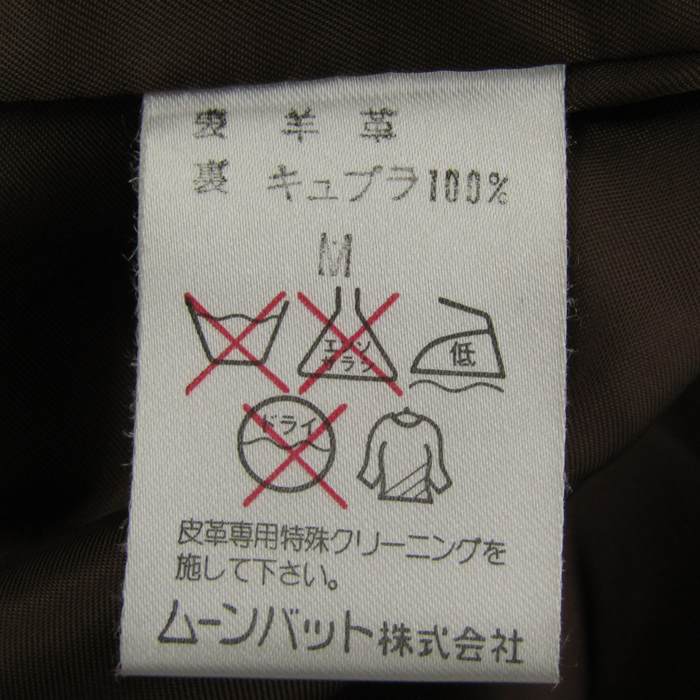 表 羊 革
裏 キュプラ100%
M
エンソ
サラシ
低
ドライ
皮革専用特殊クリーニングを
施して下さい。
ムーンバット株式会社